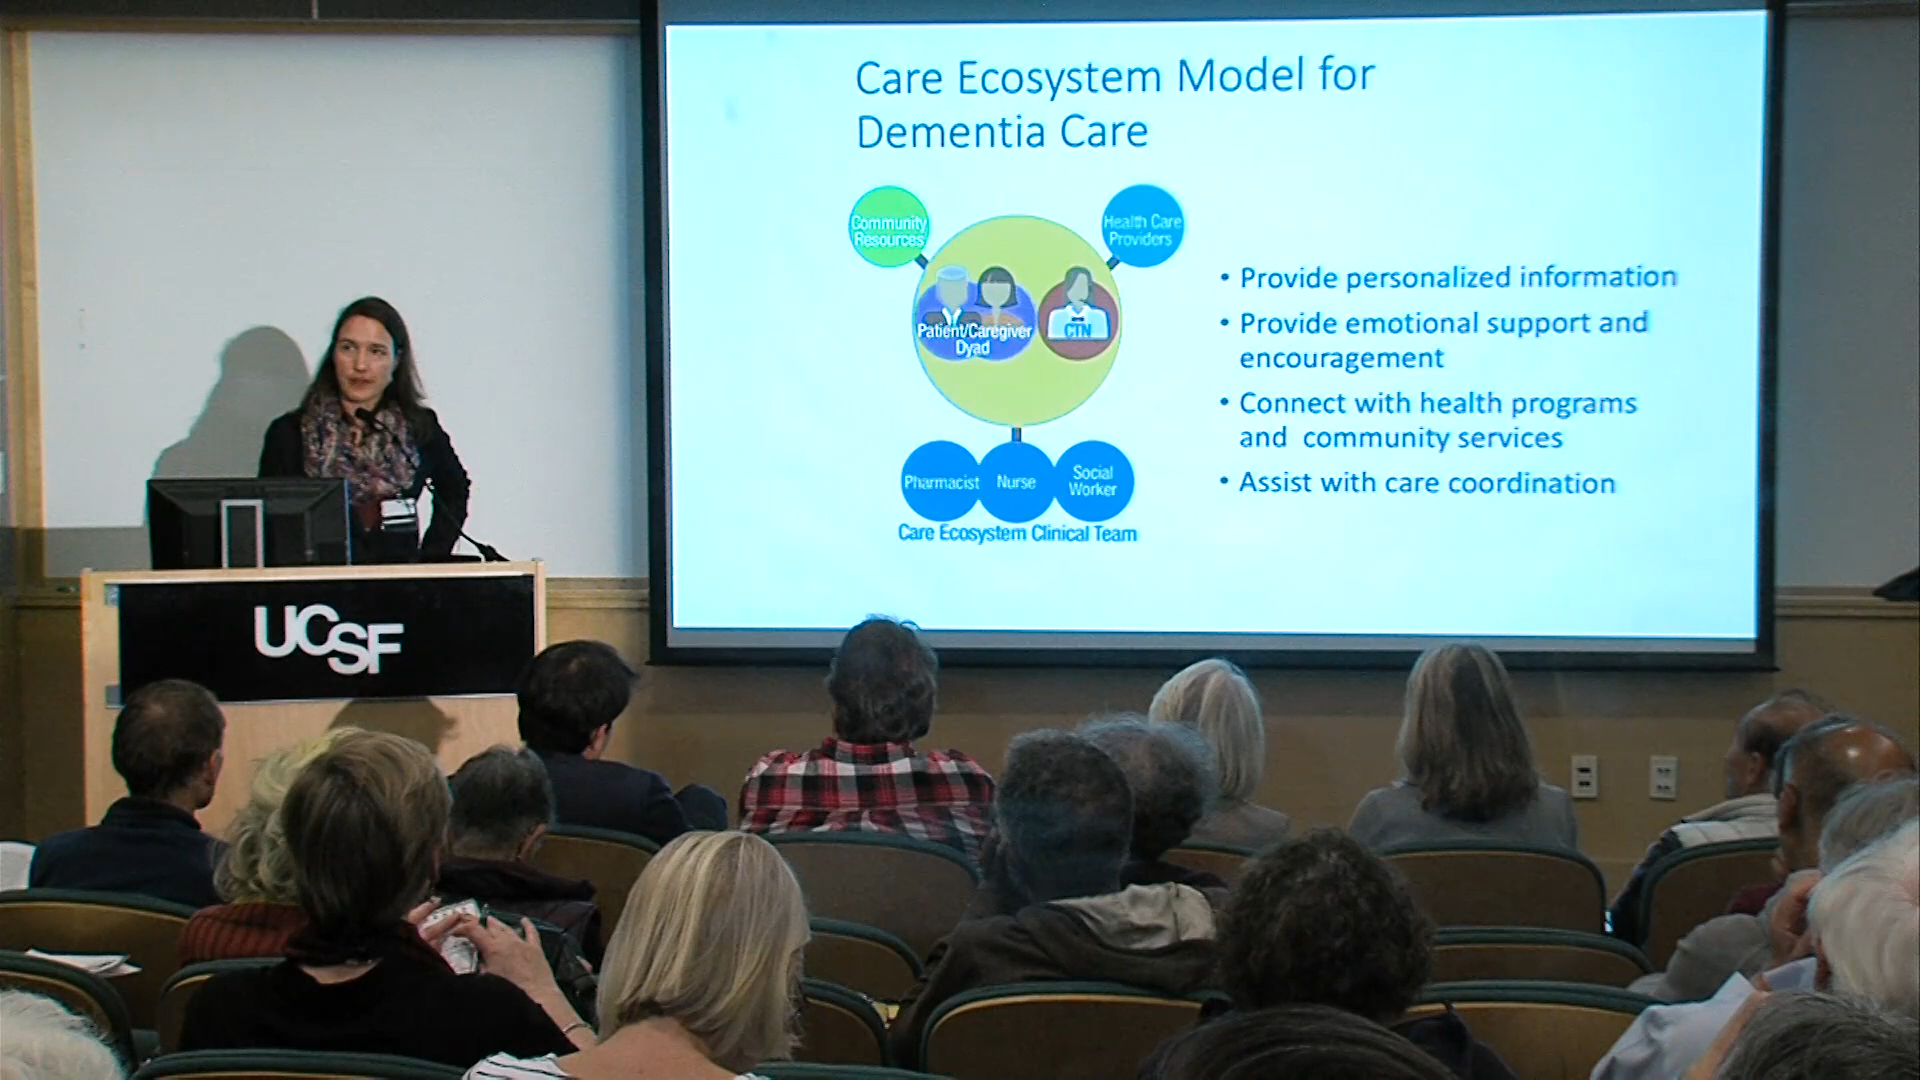 Care Ecosystem Model for
Dementia Care
Community
Resources
Health Care
Providers
Patient/Caregiver
Dyad
CTN
Pharmacist
Nurse
Social
Worker
Care Ecosystem Clinical Team
• Provide personalized information
• Provide emotional support and
encouragement
• Connect with health programs
and community services
• Assist with care coordination
UCSF